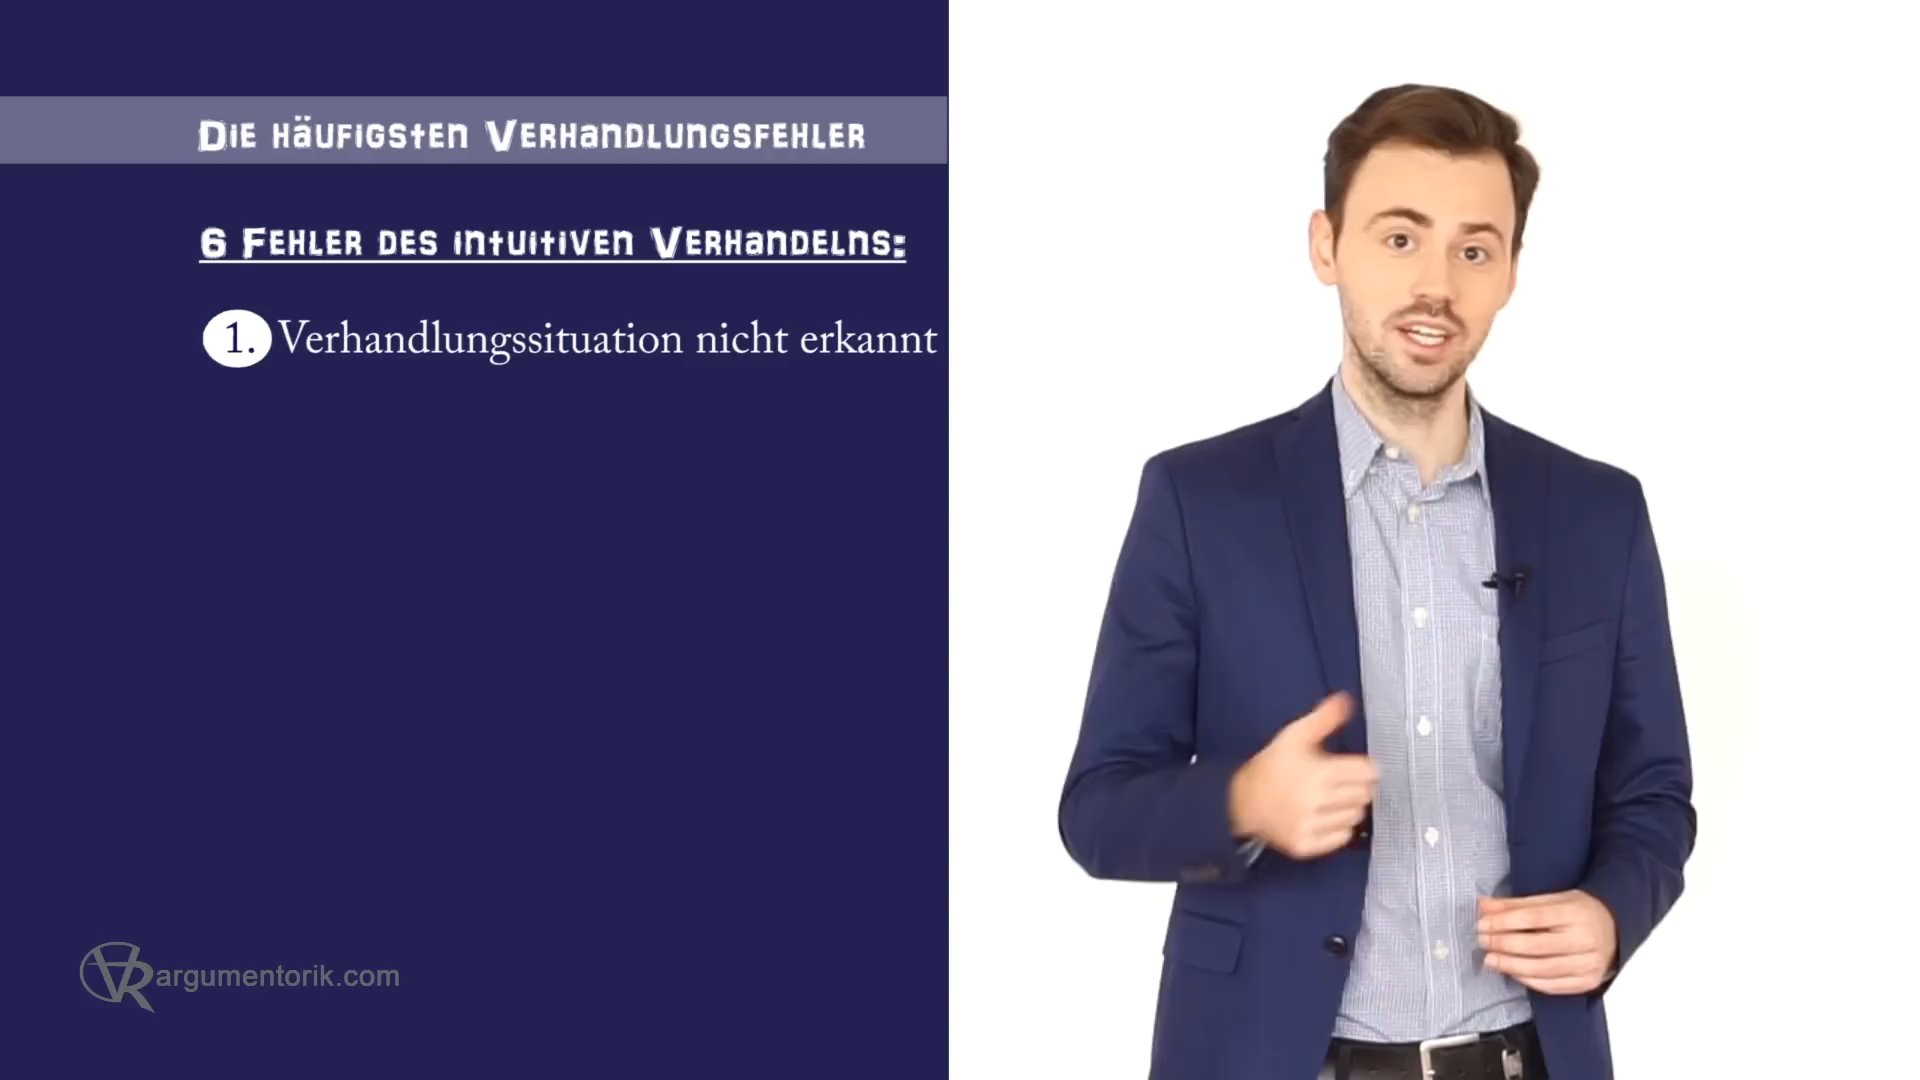 Die häufigsten Verhandlungsfehler
6 Fehler des intuitiven Verhandelns:
1. Verhandlungssituation nicht erkannt
argumentorik.com